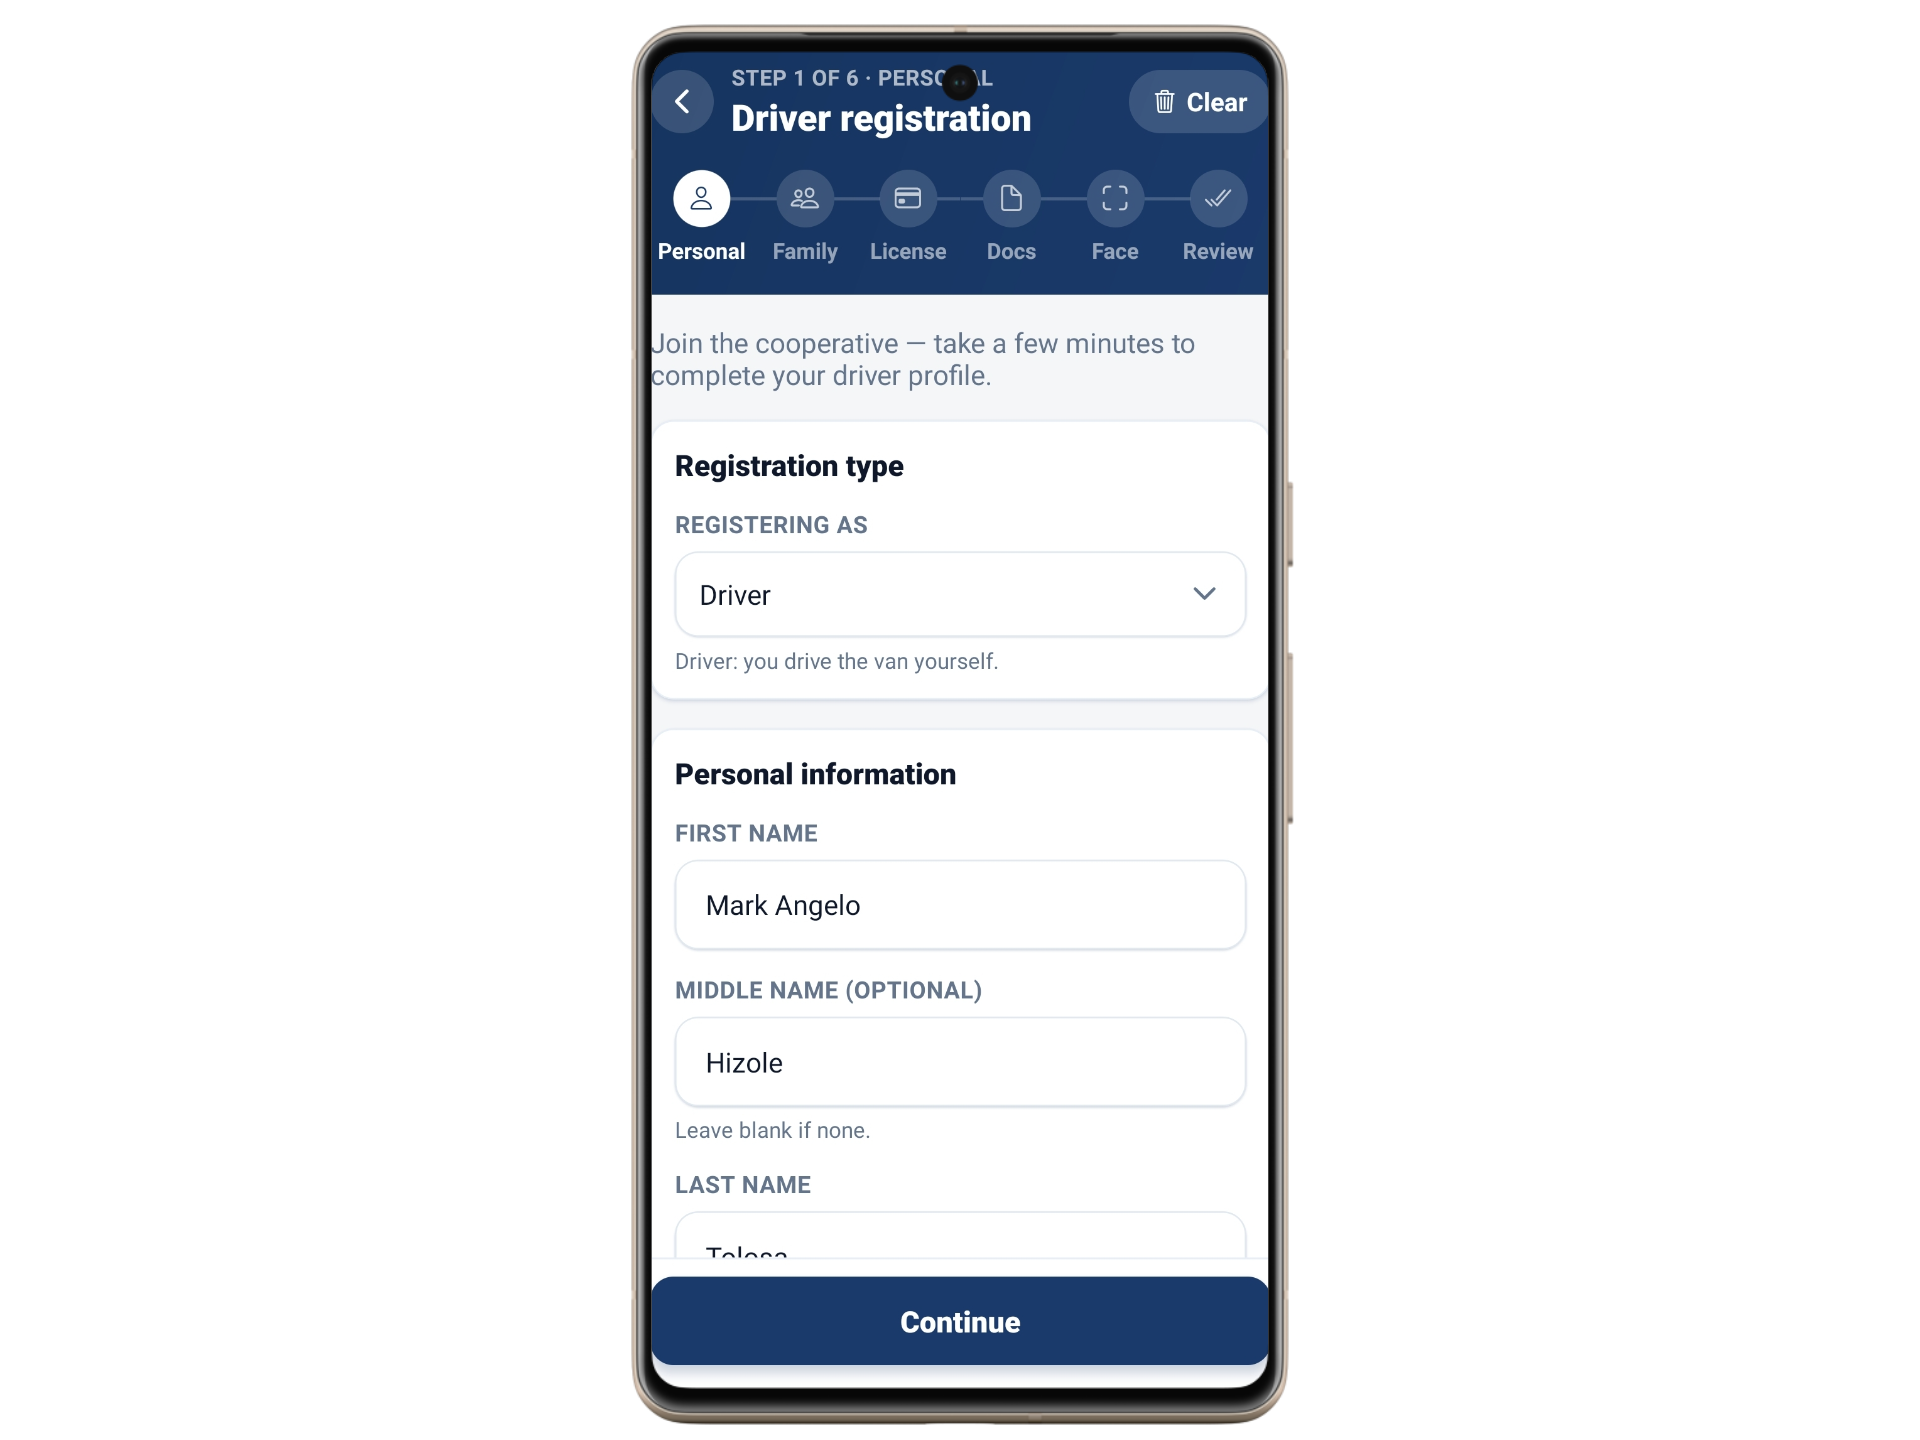 STEP 1 OF 6 · PERSONAL
Driver registration
Clear
Personal
Family
License
Docs
Face
Review
Join the cooperative — take a few minutes to
complete your driver profile.
Registration type
REGISTERING AS
Driver
Driver: you drive the van yourself.
Personal information
FIRST NAME
Mark Angelo
MIDDLE NAME (OPTIONAL)
Hizole
Leave blank if none.
LAST NAME
Tolosa
Continue